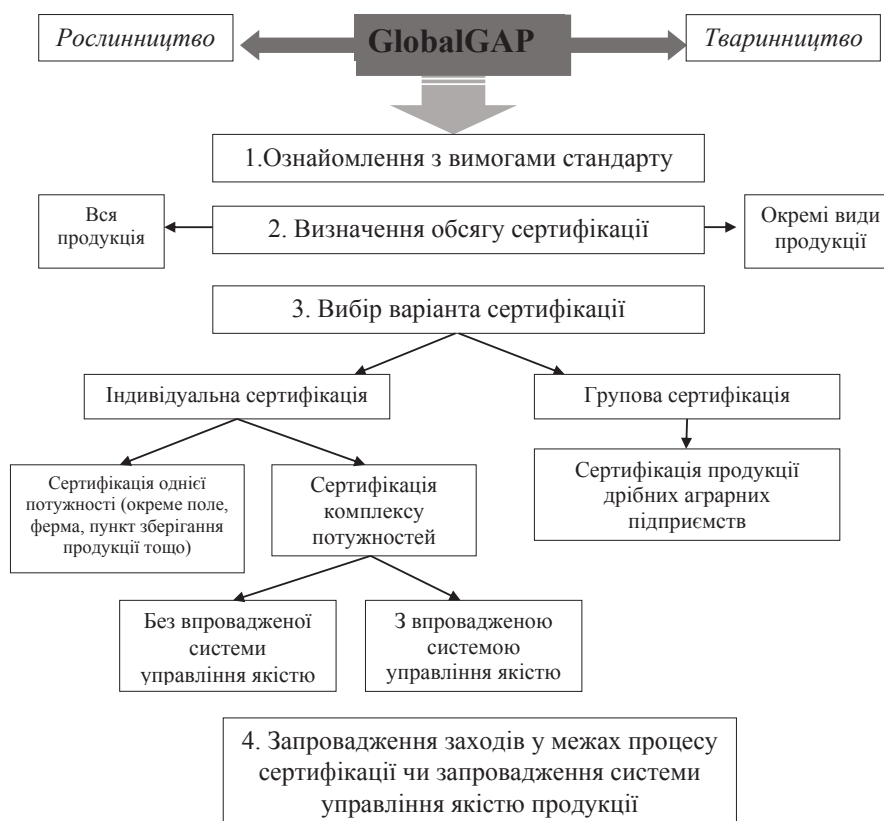 Рослинництво
GlobalGAP
Тваринництво
1.Ознайомлення з вимогами стандарту
Вся
продукція
2. Визначення обсягу сертифікації
Окремі види
продукції
3. Вибір варіанта сертифікації
Індивідуальна сертифікація
Групова сертифікація
Сертифікація однієї
потужності (окреме поле,
ферма, пункт зберігання
продукції тощо)
Сертифікація
комплексу
потужностей
Сертифікація продукції
дрібних аграрних
підприємств
Без впровадженої
системи
управління якістю
З впровадженою
системою
управління якістю
4. Запровадження заходів у межах процесу
сертифікації чи запровадження системи
управління якістю продукції